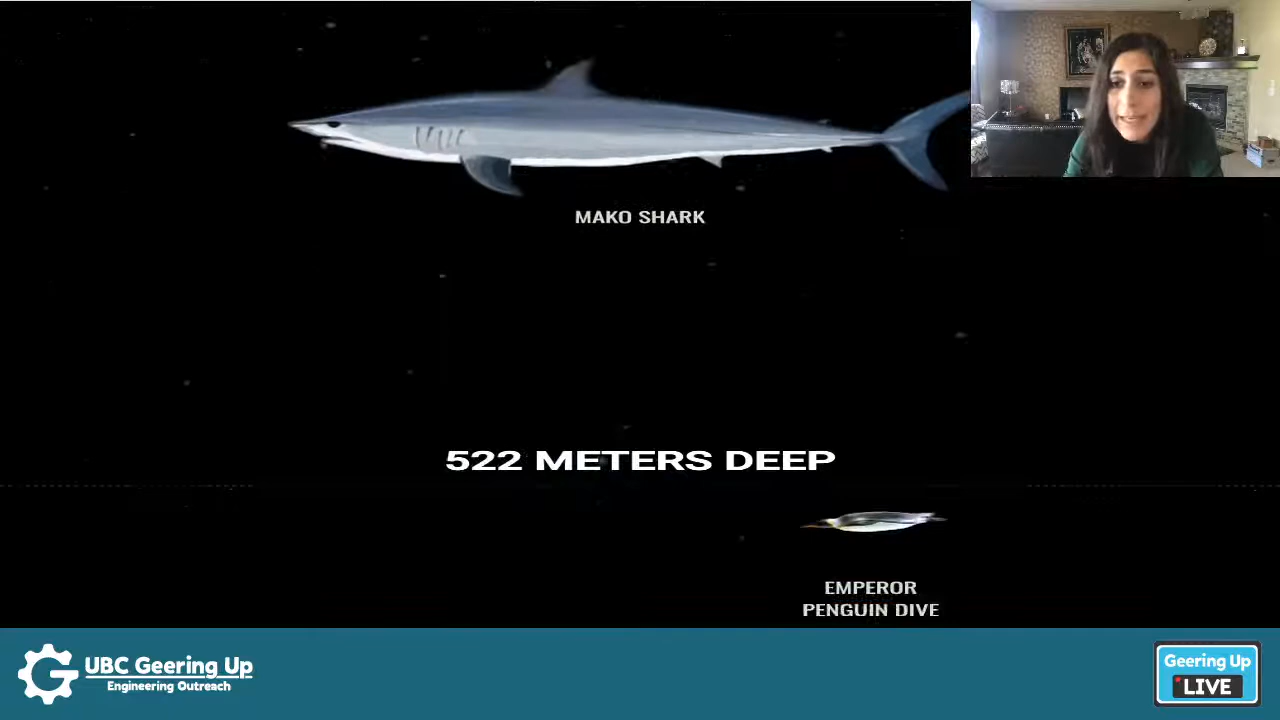 MAKO SHARK
522 METERS DEEP
EMPEROR
PENGUIN DIVE
UBC Geering Up
Engineering Outreach
Geering Up
LIVE